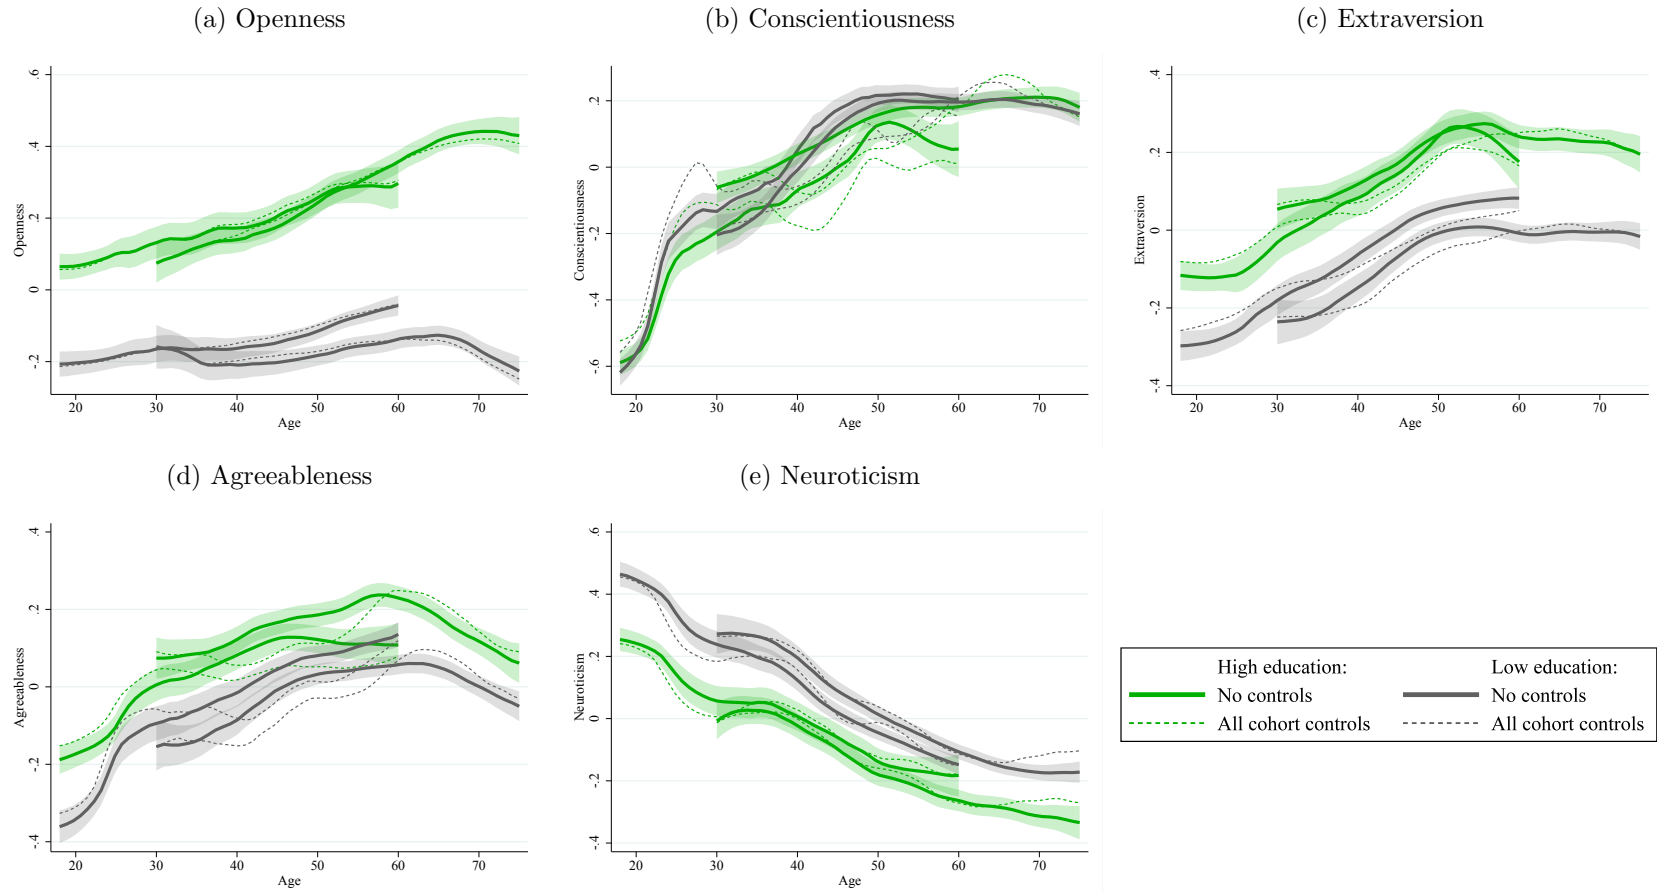 (a) Openness
(b) Conscientiousness
(c) Extraversion
Openness
.6
.4
.2
0
-.2
20 30 40 50 60 70
Age
Conscientiousness
.2
0
-.2
-.4
-.6
20 30 40 50 60 70
Age
Extraversion
.4
.2
0
-.2
-.4
20 30 40 50 60 70
Age
(d) Agreeableness
(e) Neuroticism
Agreeableness
.4
.2
0
-.2
-.4
20 30 40 50 60 70
Age
Neuroticism
.6
.4
.2
0
-.2
-.4
20 30 40 50 60 70
Age
High education: Low education:
No controls No controls
All cohort controls All cohort controls